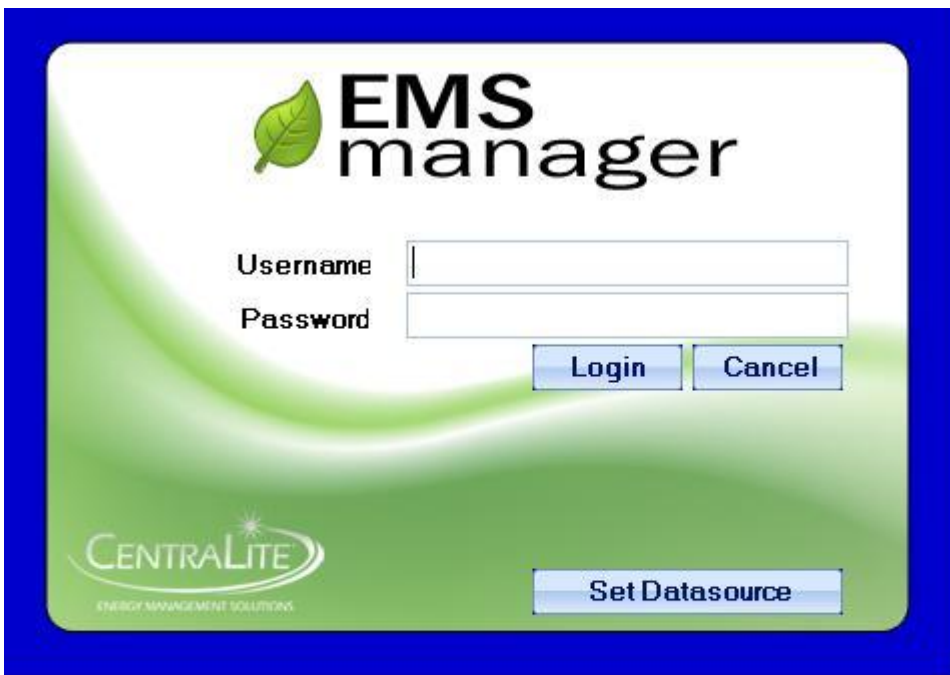 EMS
manager
Username
Password
Login Cancel
CENTRALITE
ENERGY MANAGEMENT SOLUTIONS
Set Datasource